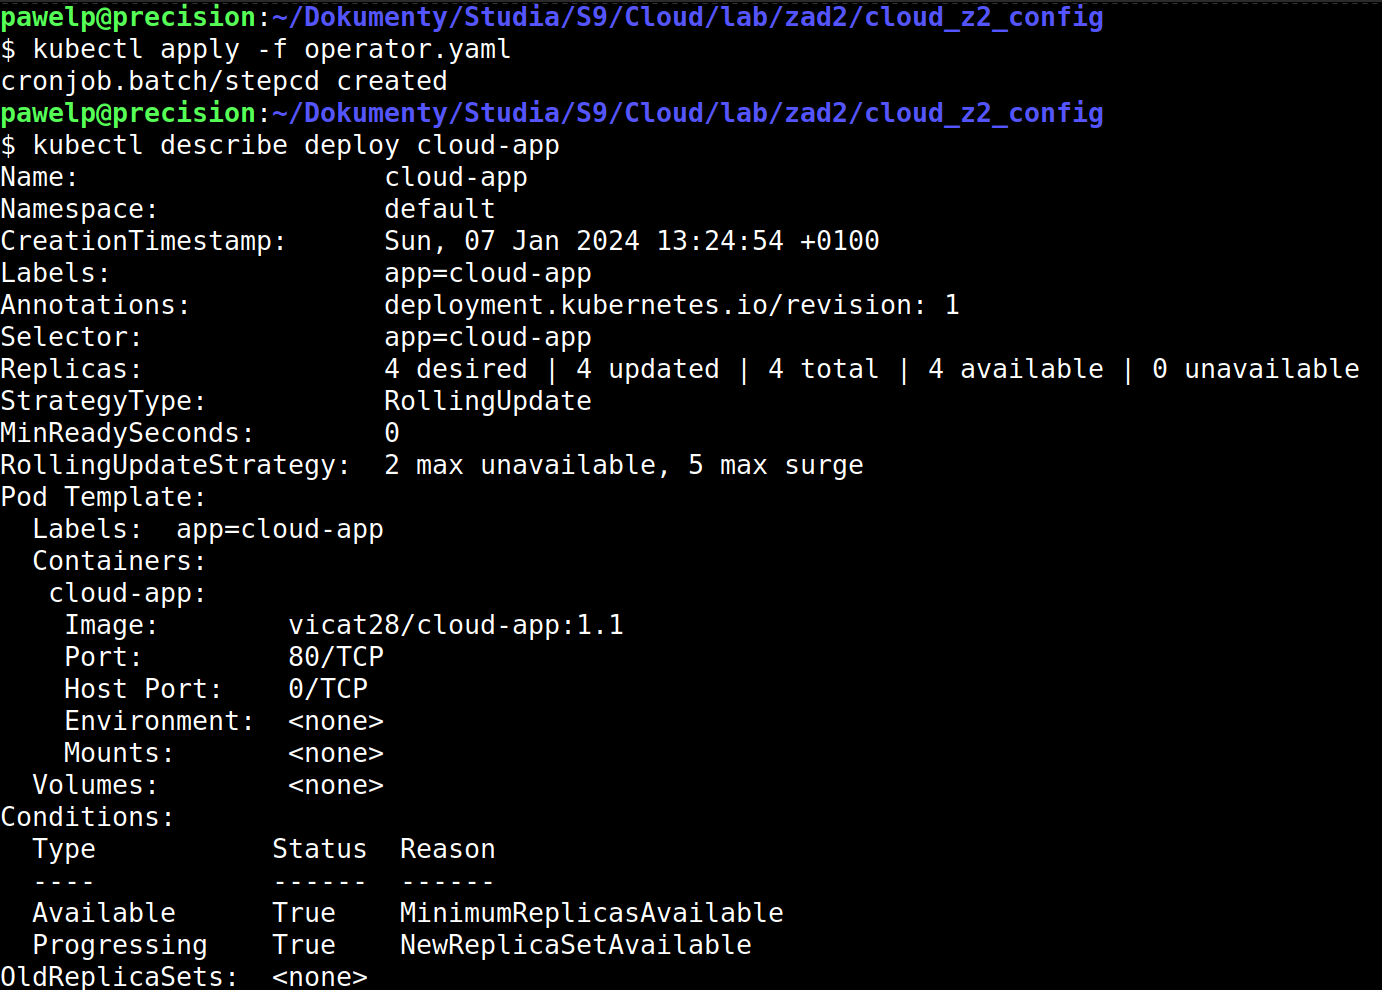 pawelp@precision:~/Dokumenty/Studia/S9/Cloud/lab/zad2/cloud_z2_config
$ kubectl apply -f operator.yaml
cronjob.batch/stepcd created
pawelp@precision:~/Dokumenty/Studia/S9/Cloud/lab/zad2/cloud_z2_config
$ kubectl describe deploy cloud-app
Name:                   cloud-app
Namespace:              default
CreationTimestamp:      Sun, 07 Jan 2024 13:24:54 +0100
Labels:                 app=cloud-app
Annotations:            deployment.kubernetes.io/revision: 1
Selector:               app=cloud-app
Replicas:               4 desired | 4 updated | 4 total | 4 available | 0 unavailable
StrategyType:           RollingUpdate
MinReadySeconds:        0
RollingUpdateStrategy:  2 max unavailable, 5 max surge
Pod Template:
  Labels:  app=cloud-app
  Containers:
   cloud-app:
    Image:        vicat28/cloud-app:1.1
    Port:         80/TCP
    Host Port:    0/TCP
    Environment:  <none>
    Mounts:       <none>
  Volumes:        <none>
Conditions:
  Type           Status  Reason
  ----           ------  ------
  Available      True    MinimumReplicasAvailable
  Progressing    True    NewReplicaSetAvailable
OldReplicaSets:  <none>